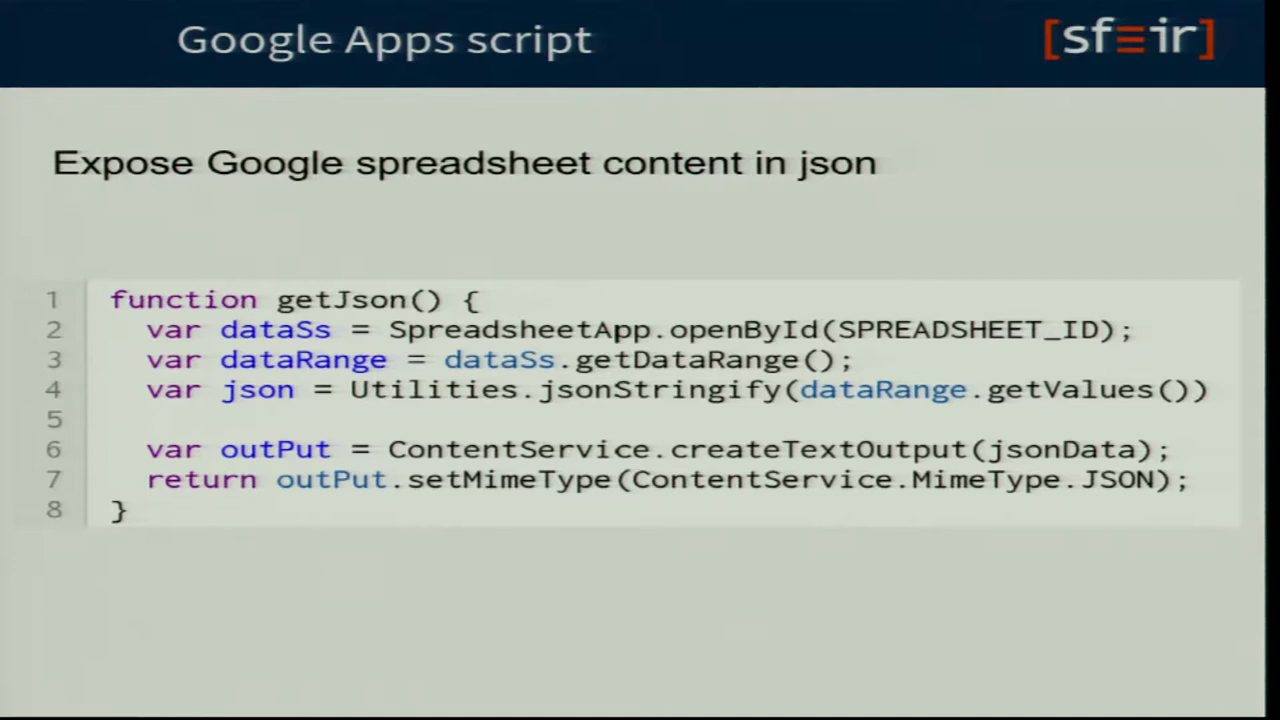 Google Apps script
[sfeir]
Expose Google spreadsheet content in json
1 function getJson() {
2 var dataSs = SpreadsheetApp.openById(SPREADSHEET_ID);
3 var dataRange = dataSs.getDataRange();
4 var json = Utilities.jsonStringify(dataRange.getValues())
5
6 var outPut = ContentService.createTextOutput(jsonData);
7 return outPut.setMimeType(ContentService.MimeType.JSON);
8 }